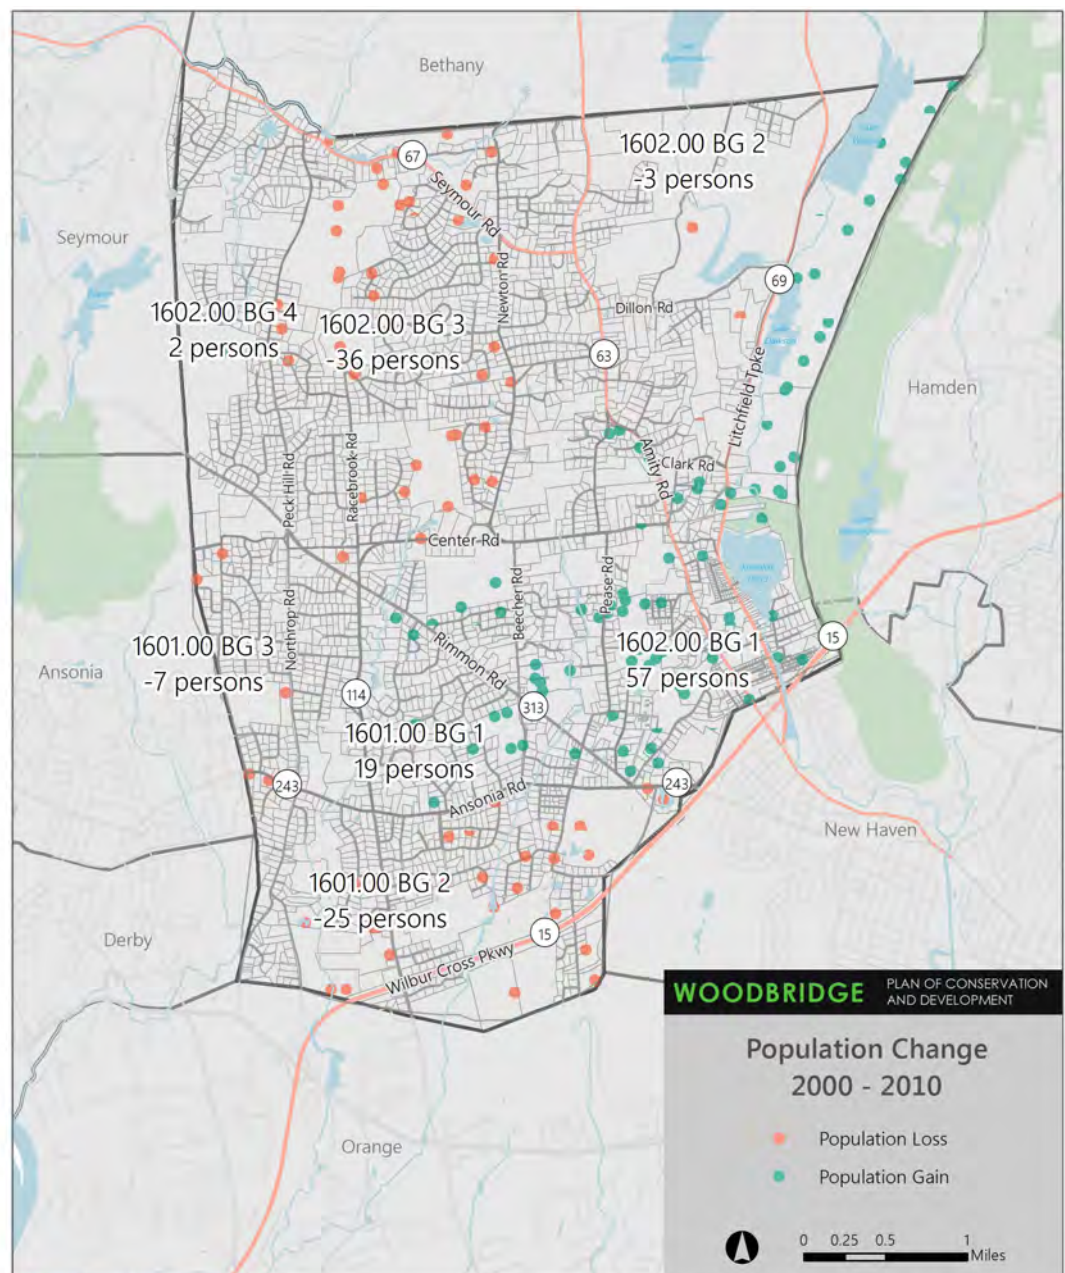 Bethany
1602.00 BG 2
-3 persons
67
Seymour Rd
Seymour
Newton Rd
69
Dillon Rd
1602.00 BG 4
2 persons
1602.00 BG 3
-36 persons
63
Litchfield Tpke
Hamden
Amity Rd
Clark Rd
Peck Hill Rd
Racebrook Rd
Center Rd
Beecher Rd
Pease Rd
Northrop Rd
Rimmon Rd
1601.00 BG 3
-7 persons
1602.00 BG 1
57 persons
15
Ansonia
114
313
1601.00 BG 1
19 persons
243
Ansonia Rd
243
New Haven
1601.00 BG 2
-25 persons
Derby
15
Wilbur Cross Pkwy
Orange
WOODBRIDGE
PLAN OF CONSERVATION
AND DEVELOPMENT
Population Change
2000 - 2010
Population Loss
Population Gain
0 0.25 0.5 1
Miles